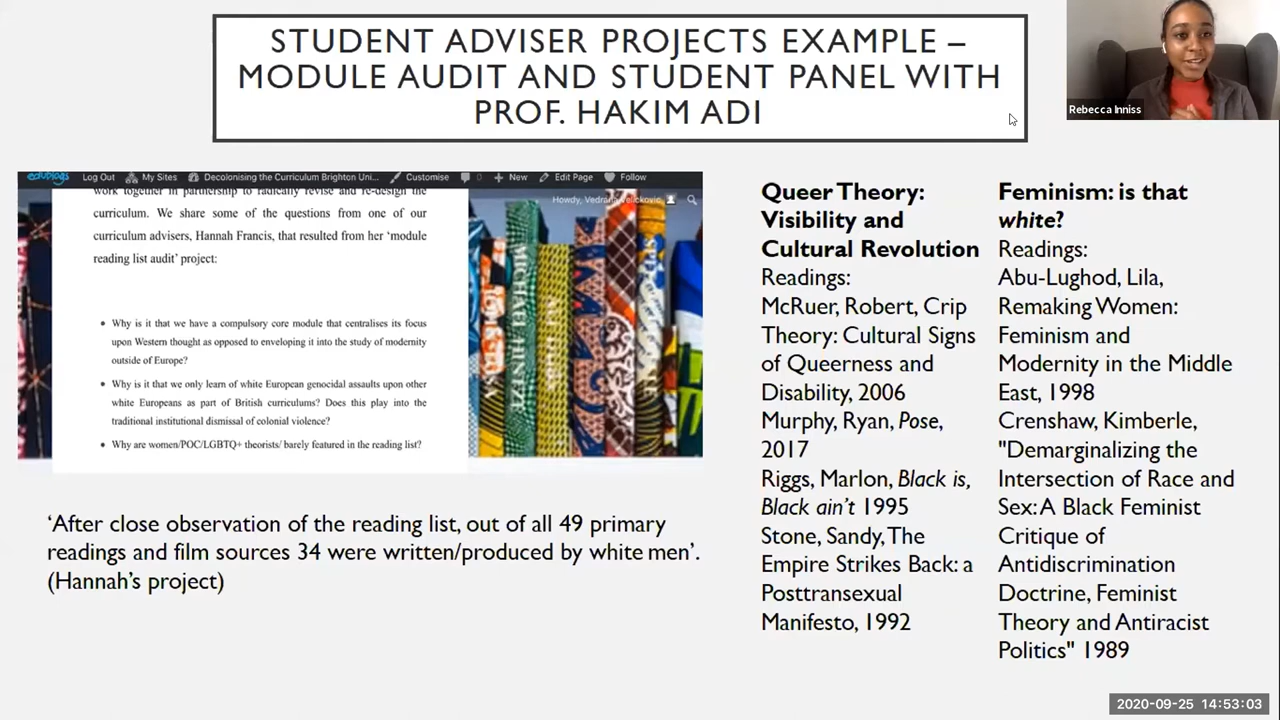 STUDENT ADVISER PROJECTS EXAMPLE –
MODULE AUDIT AND STUDENT PANEL WITH
PROF. HAKIM ADI
Rebecca Inniss
edublogs Log Out My Sites Decolonising the Curriculum Brighton Uni... Customise 0 New Edit Page Follow
Howdy, Vedrana Velickovic
work together in partnership to radically revise and re-design the
curriculum. We share some of the questions from one of our
curriculum advisers, Hannah Francis, that resulted from her ‘module
reading list audit’ project:
• Why is it that we have a compulsory core module that centralises its focus
upon Western thought as opposed to enveloping it into the study of modernity
outside of Europe?
• Why is it that we only learn of white European genocidal assaults upon other
white Europeans as part of British curriculums? Does this play into the
traditional institutional dismissal of colonial violence?
• Why are women/POC/LGBTQ+ theorists/ barely featured in the reading list?
‘After close observation of the reading list, out of all 49 primary
readings and film sources 34 were written/produced by white men’.
(Hannah’s project)
Queer Theory:
Visibility and
Cultural Revolution
Readings:
McRuer, Robert, Crip
Theory: Cultural Signs
of Queerness and
Disability, 2006
Murphy, Ryan, Pose,
2017
Riggs, Marlon, Black is,
Black ain’t 1995
Stone, Sandy, The
Empire Strikes Back: a
Posttransexual
Manifesto, 1992
Feminism: is that
white?
Readings:
Abu-Lughod, Lila,
Remaking Women:
Feminism and
Modernity in the Middle
East, 1998
Crenshaw, Kimberle,
"Demarginalizing the
Intersection of Race and
Sex: A Black Feminist
Critique of
Antidiscrimination
Doctrine, Feminist
Theory and Antiracist
Politics" 1989
2020-09-25 14:53:03